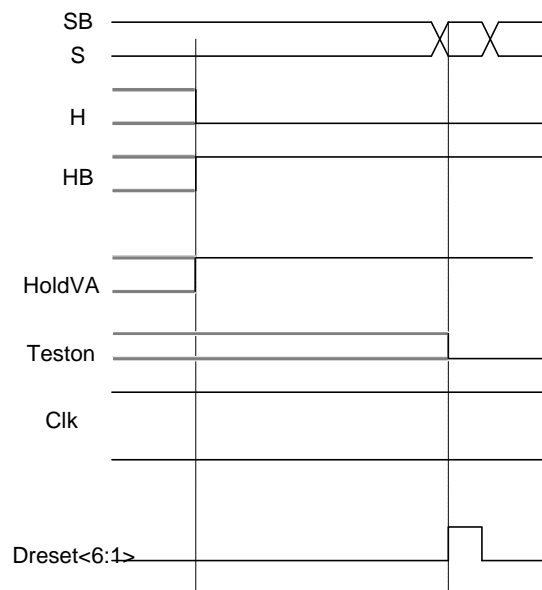 SB
S
H
HB
HoldVA
Teston
Clk
Dreset<6:1>